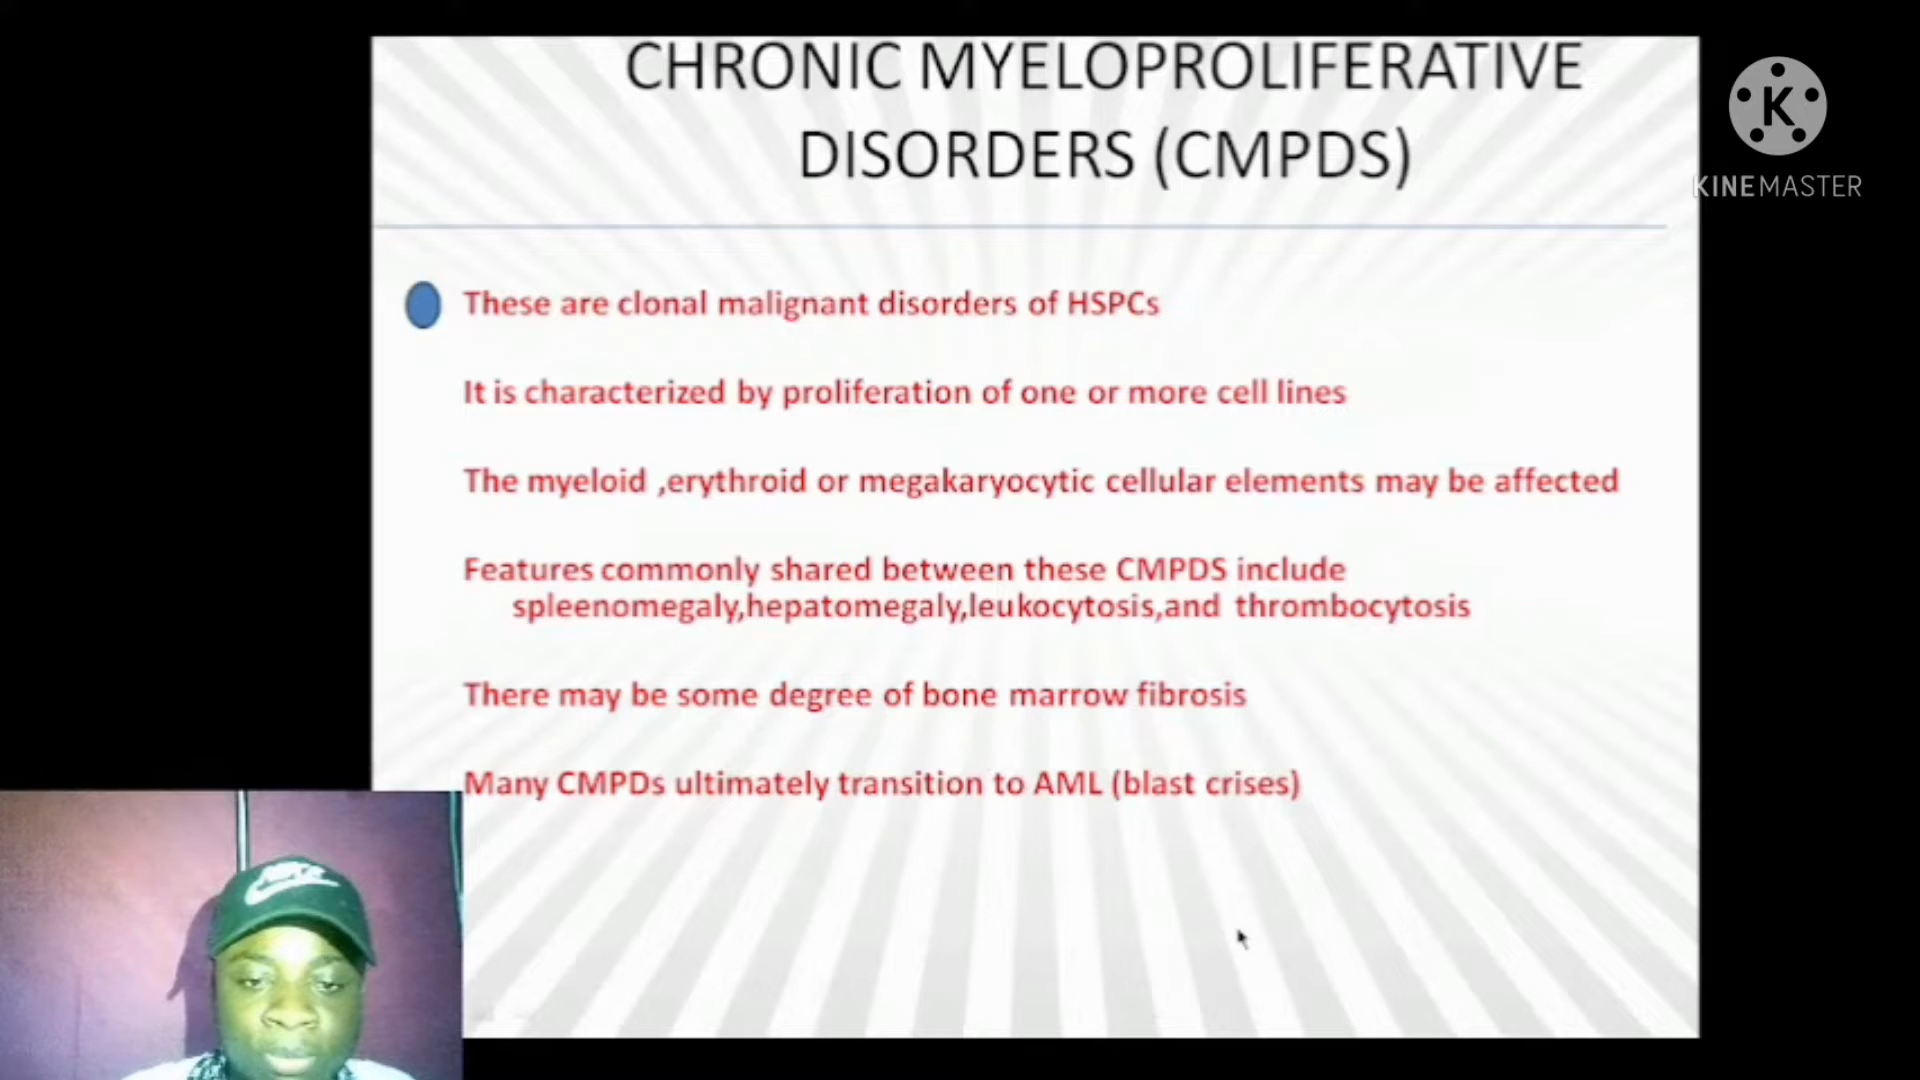 CHRONIC MYELOPROLIFERATIVE
DISORDERS (CMPDS)
These are clonal malignant disorders of HSPCs
It is characterized by proliferation of one or more cell lines
The myeloid ,erythroid or megakaryocytic cellular elements may be affected
Features commonly shared between these CMPDS include
spleenomegaly,hepatomegaly,leukocytosis,and thrombocytosis
There may be some degree of bone marrow fibrosis
Many CMPDs ultimately transition to AML (blast crises)
K
KINEMASTER